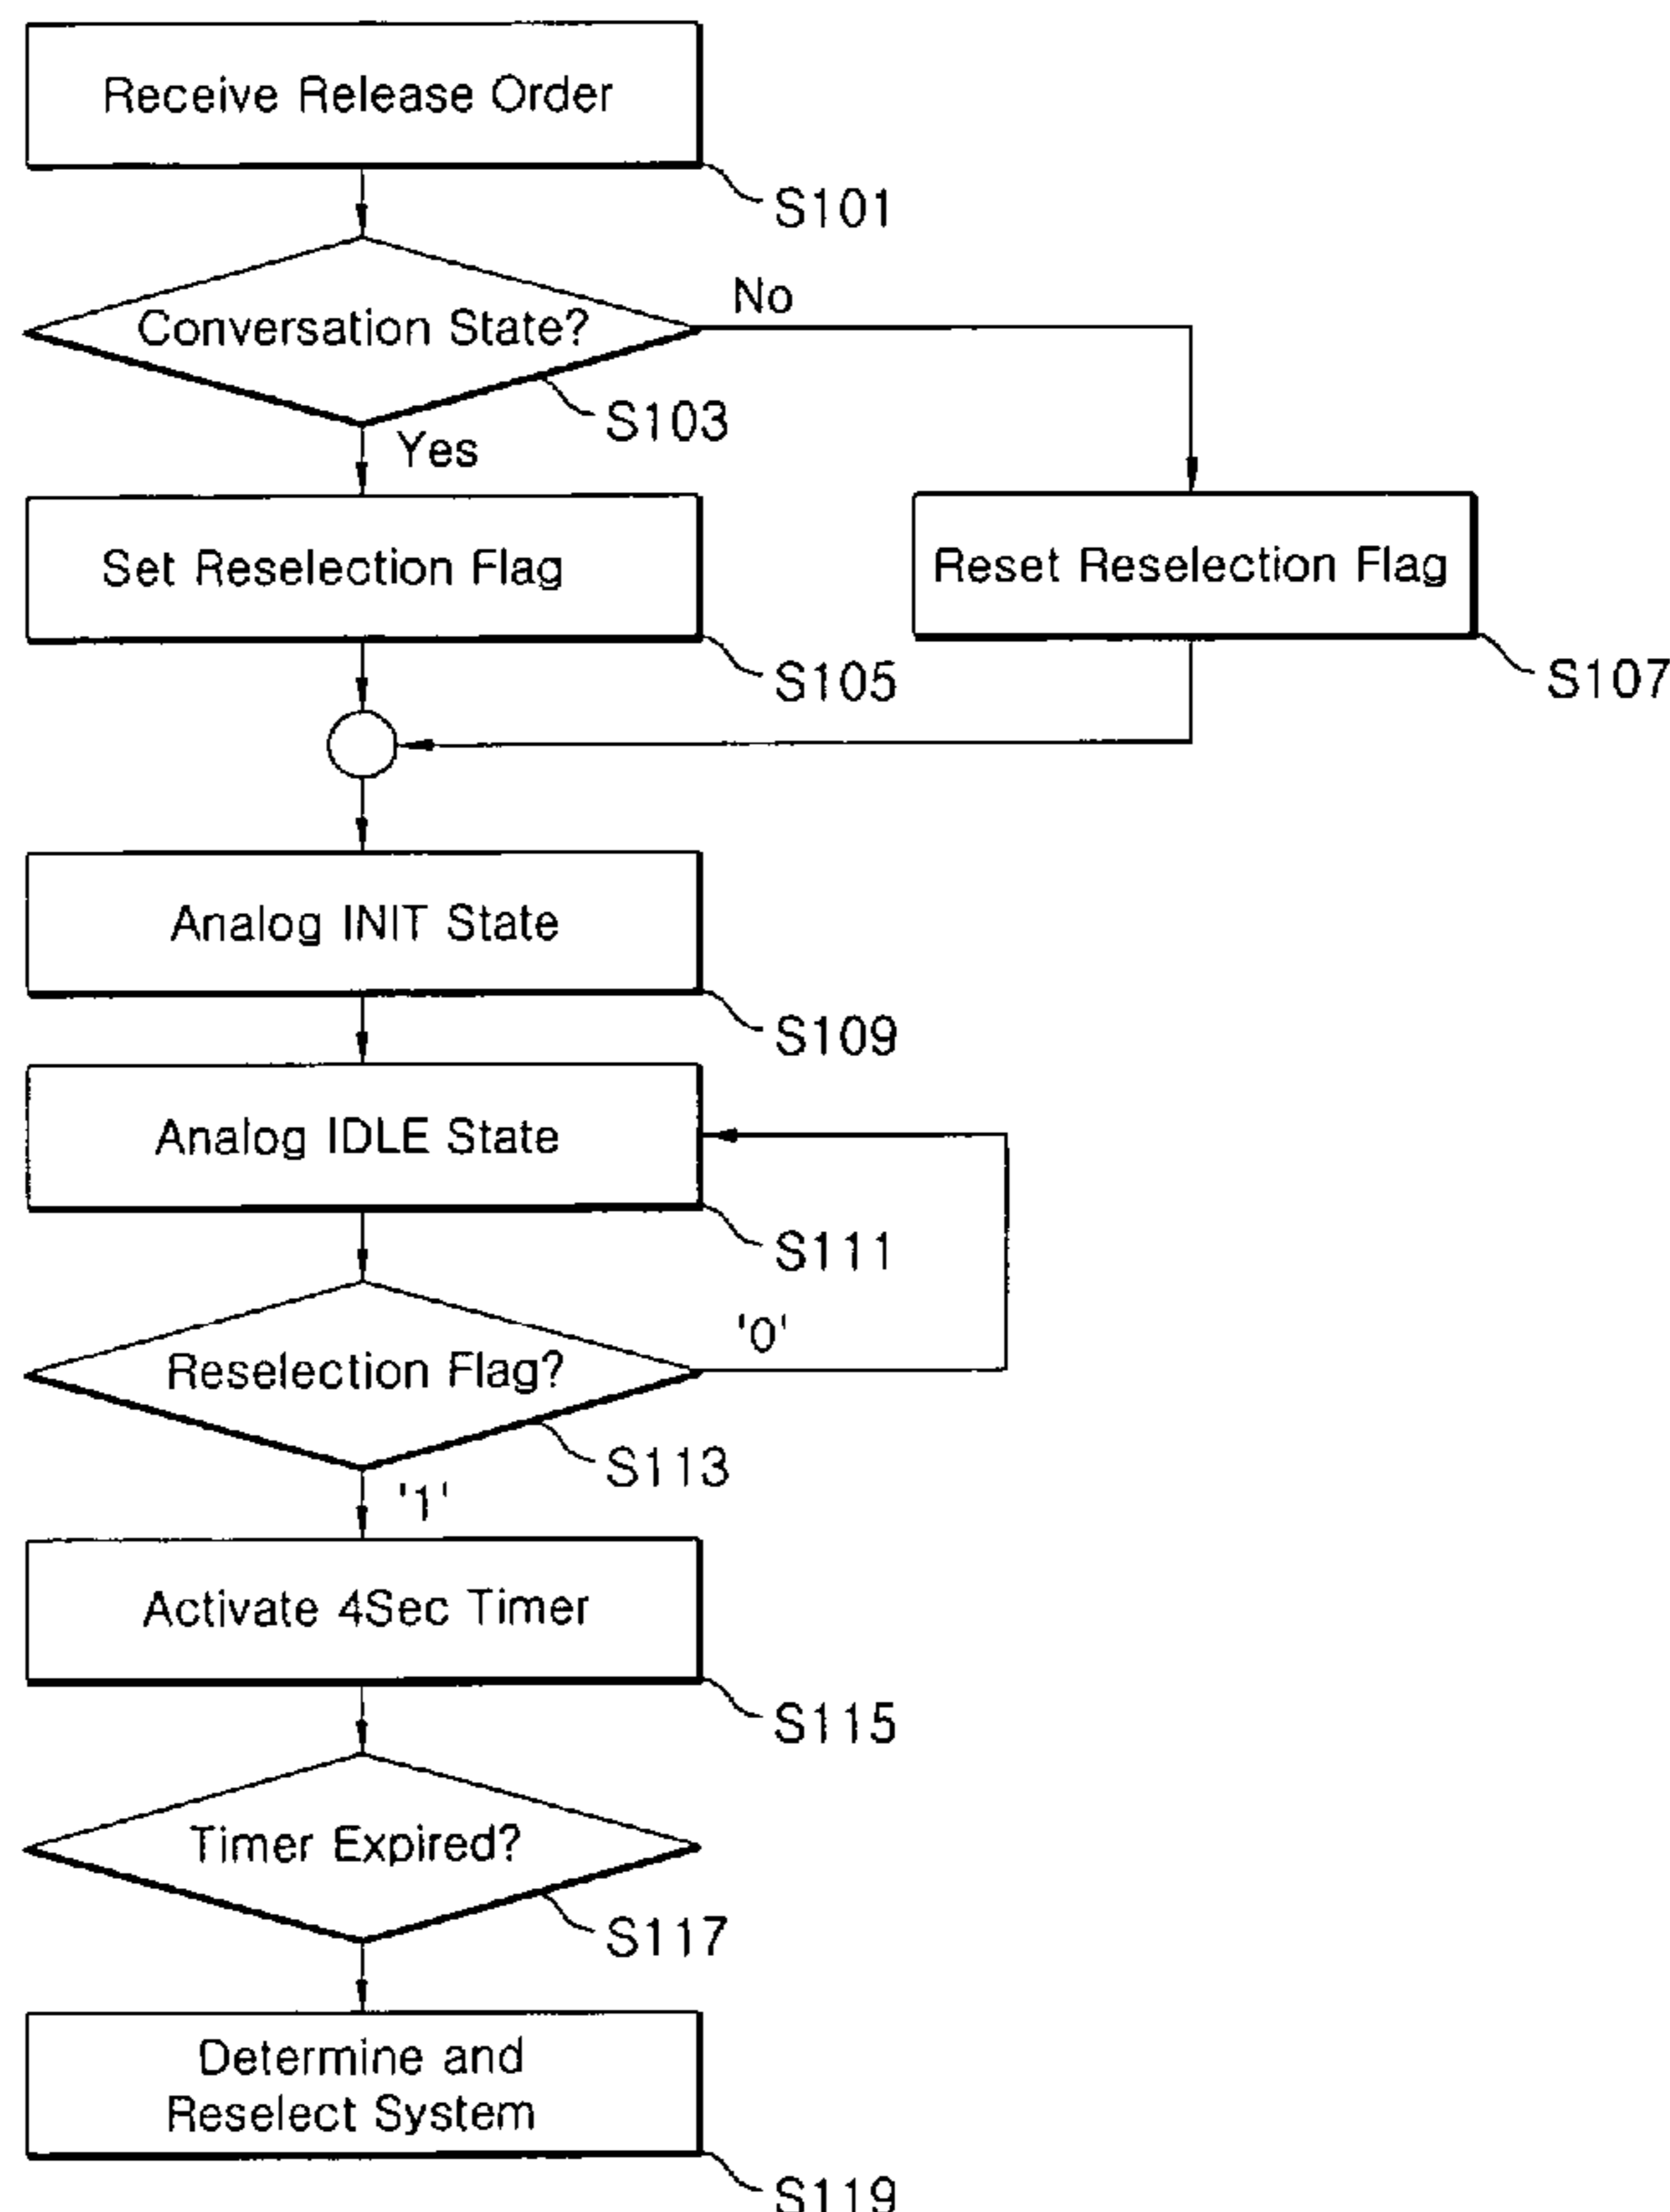 Receive Release Order
S101
Conversation State?
No
S103
Yes
Set Reselection Flag
Reset Reselection Flag
S105
S107
Analog INIT State
S109
Analog IDLE State
S111
'0'
Reselection Flag?
S113
'1'
Activate 4Sec Timer
S115
Timer Expired?
S117
Determine and
Reselect System
S119